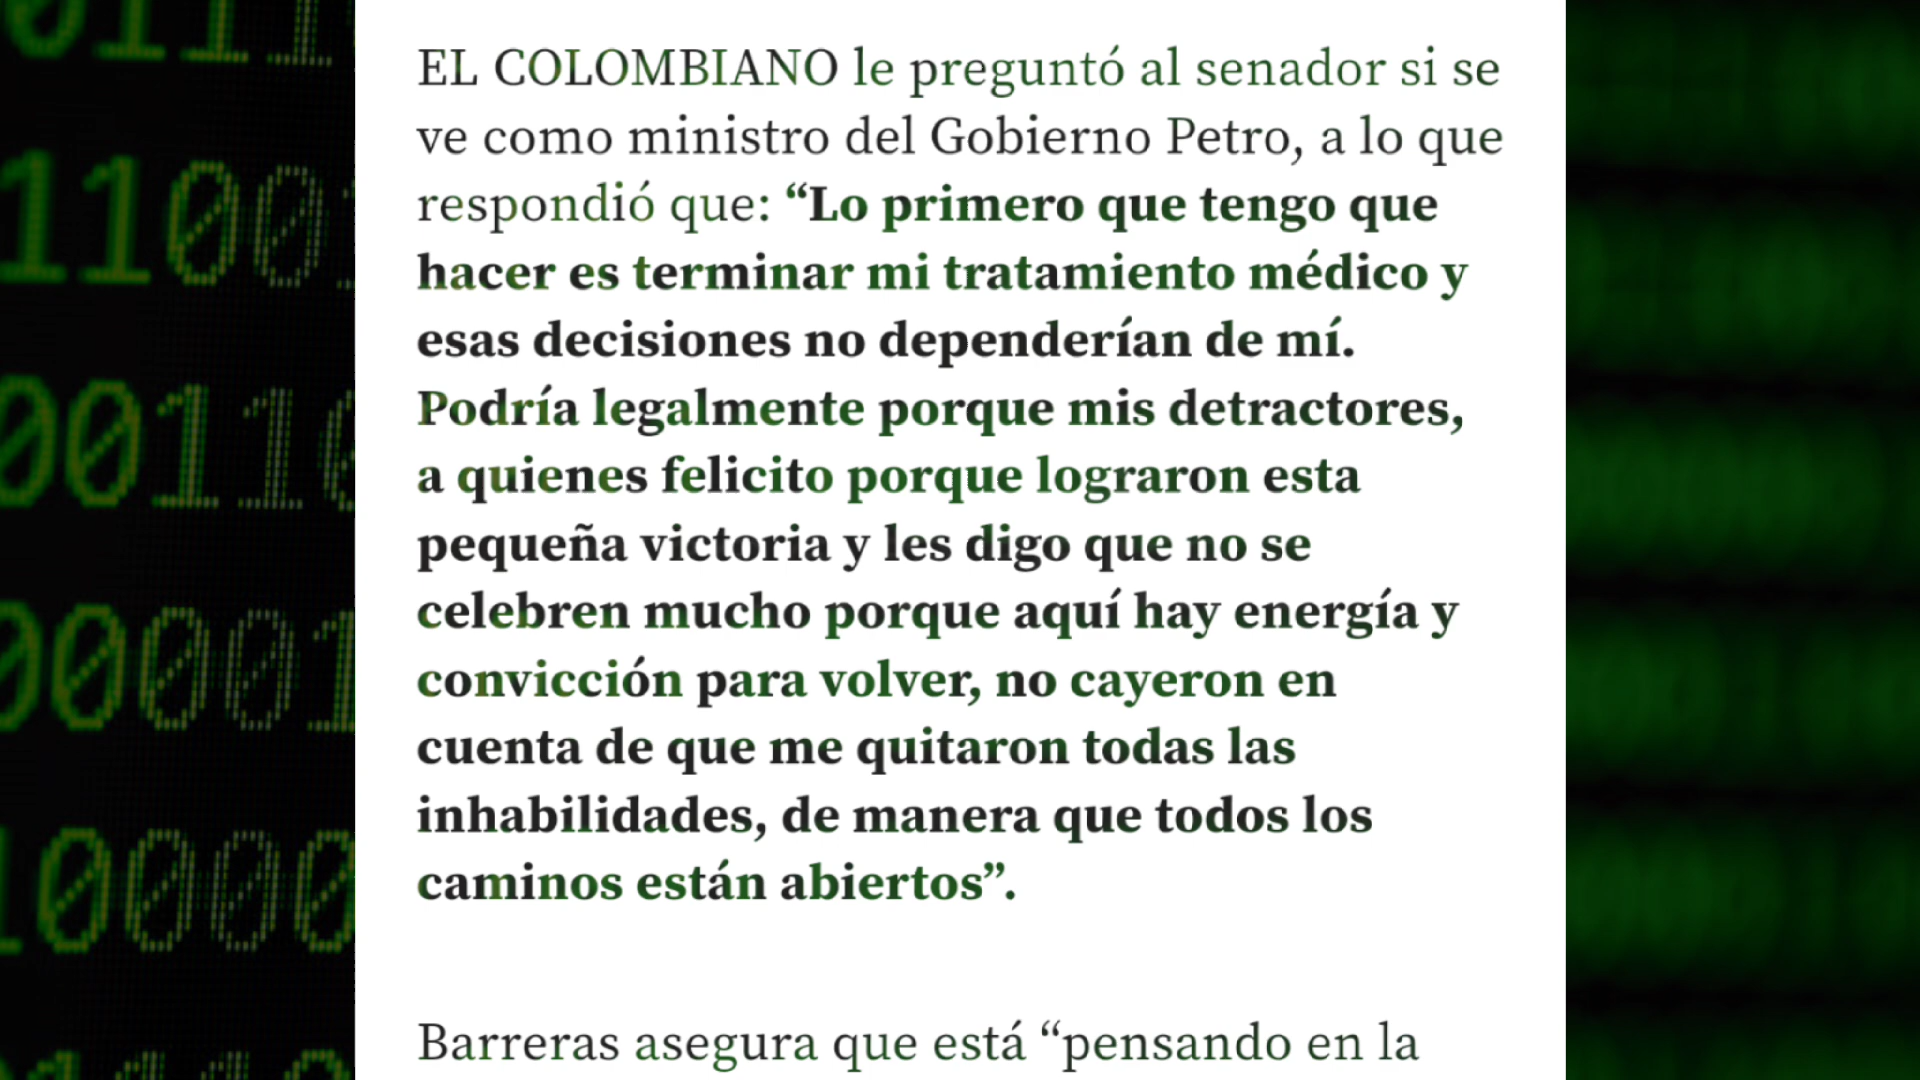 EL COLOMBIANO le preguntó al senador si se
ve como ministro del Gobierno Petro, a lo que
respondió que: “Lo primero que tengo que
hacer es terminar mi tratamiento médico y
esas decisiones no dependerían de mí.
Podría legalmente porque mis detractores,
a quienes felicito porque lograron esta
pequeña victoria y les digo que no se
celebren mucho porque aquí hay energía y
convicción para volver, no cayeron en
cuenta de que me quitaron todas las
inhabilidades, de manera que todos los
caminos están abiertos”.
Barreras asegura que está “pensando en la